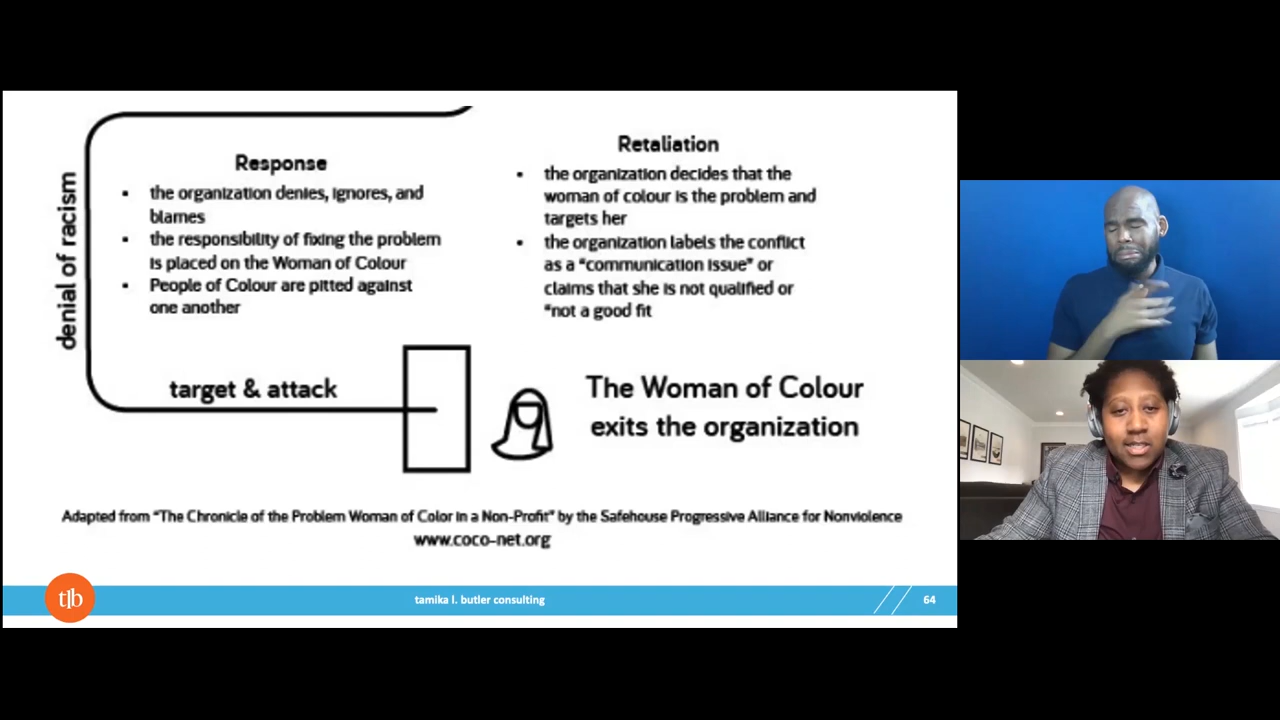 denial of racism
Response
▪ the organization denies, ignores, and
blames
▪ the responsibility of fixing the problem
is placed on the Woman of Colour
▪ People of Colour are pitted against
one another
Retaliation
▪ the organization decides that the
woman of colour is the problem and
targets her
▪ the organization labels the conflict
as a “communication issue” or
claims that she is not qualified or
“not a good fit
target & attack
The Woman of Colour
exits the organization
Adapted from “The Chronicle of the Problem Woman of Color in a Non-Profit” by the Safehouse Progressive Alliance for Nonviolence
www.coco-net.org
tlb
tamika l. butler consulting
64